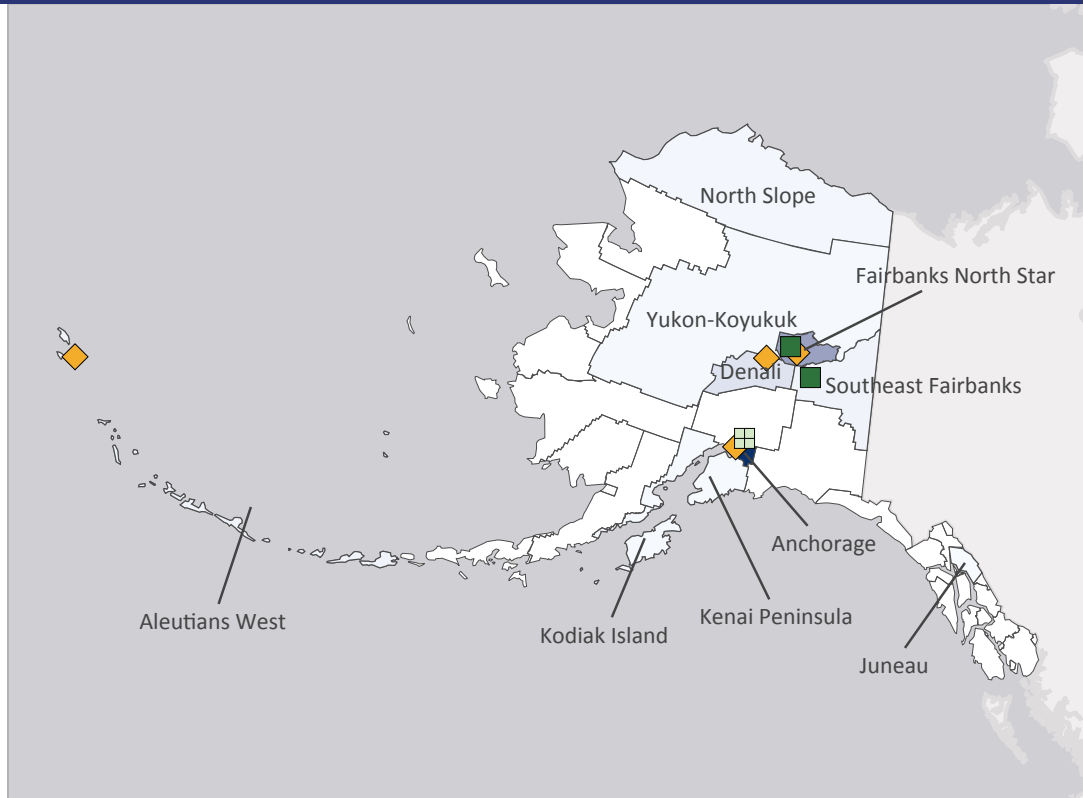 North Slope
Fairbanks North Star
Yukon-Koyukuk
Denali
Southeast Fairbanks
Anchorage
Aleutians West
Kodiak Island
Kenai Peninsula
Juneau